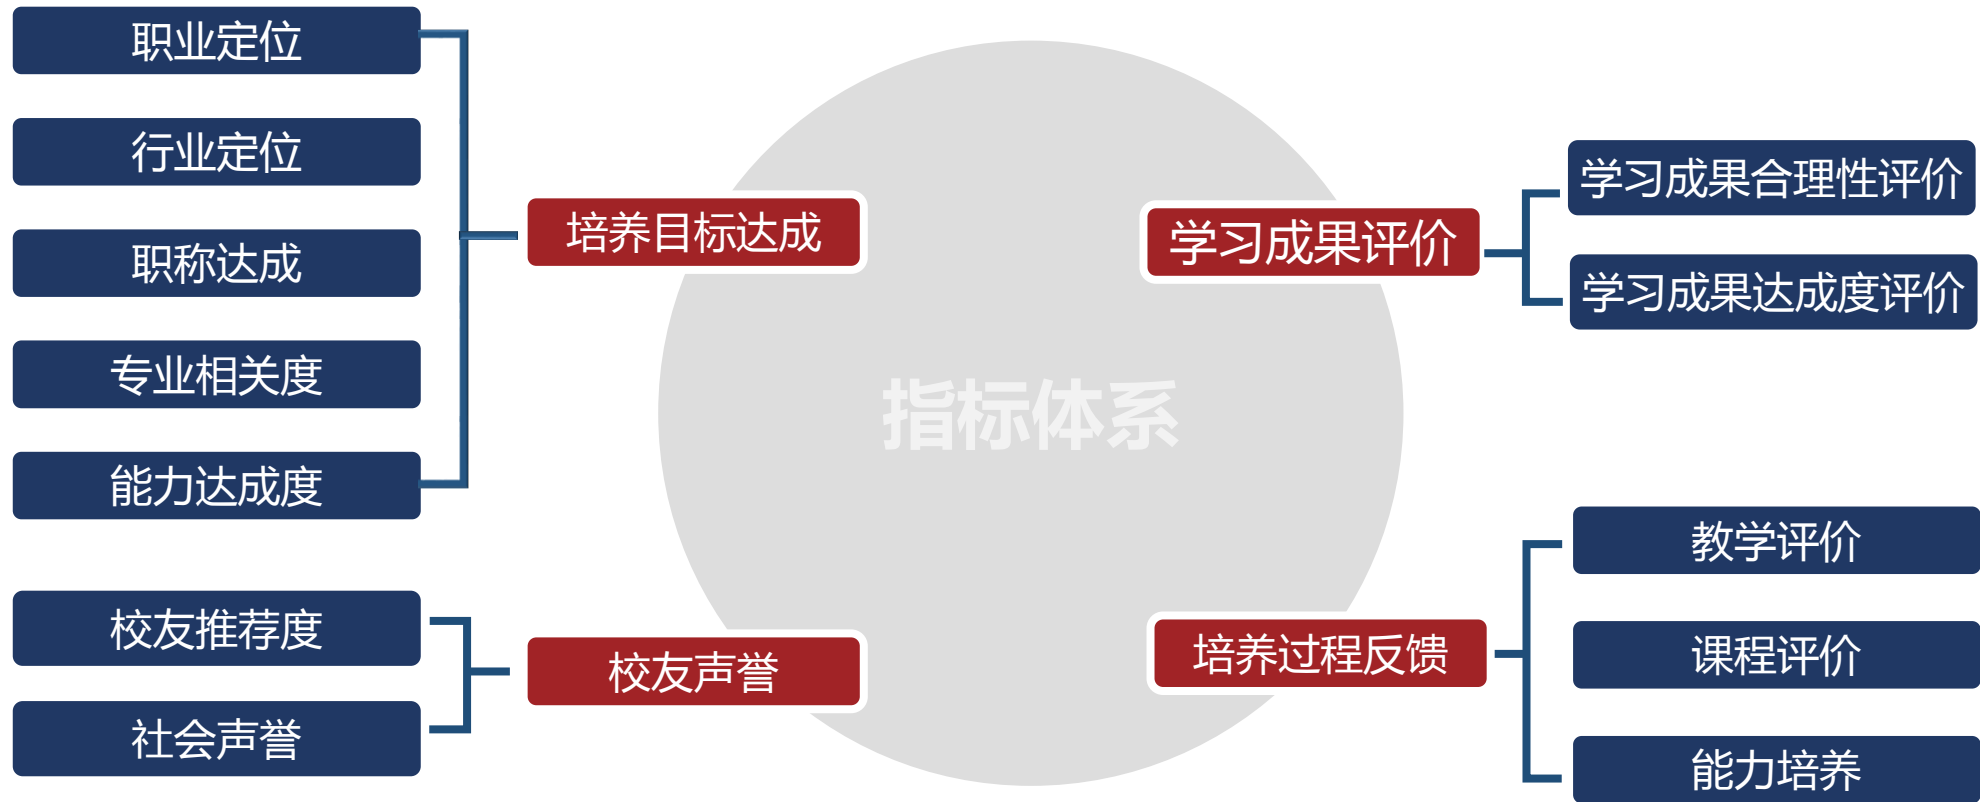 职业定位
行业定位
职称达成
专业相关度
能力达成度
培养目标达成
校友推荐度
社会声誉
校友声誉
指标体系
学习成果评价
学习成果合理性评价
学习成果达成度评价
培养过程反馈
教学评价
课程评价
能力培养